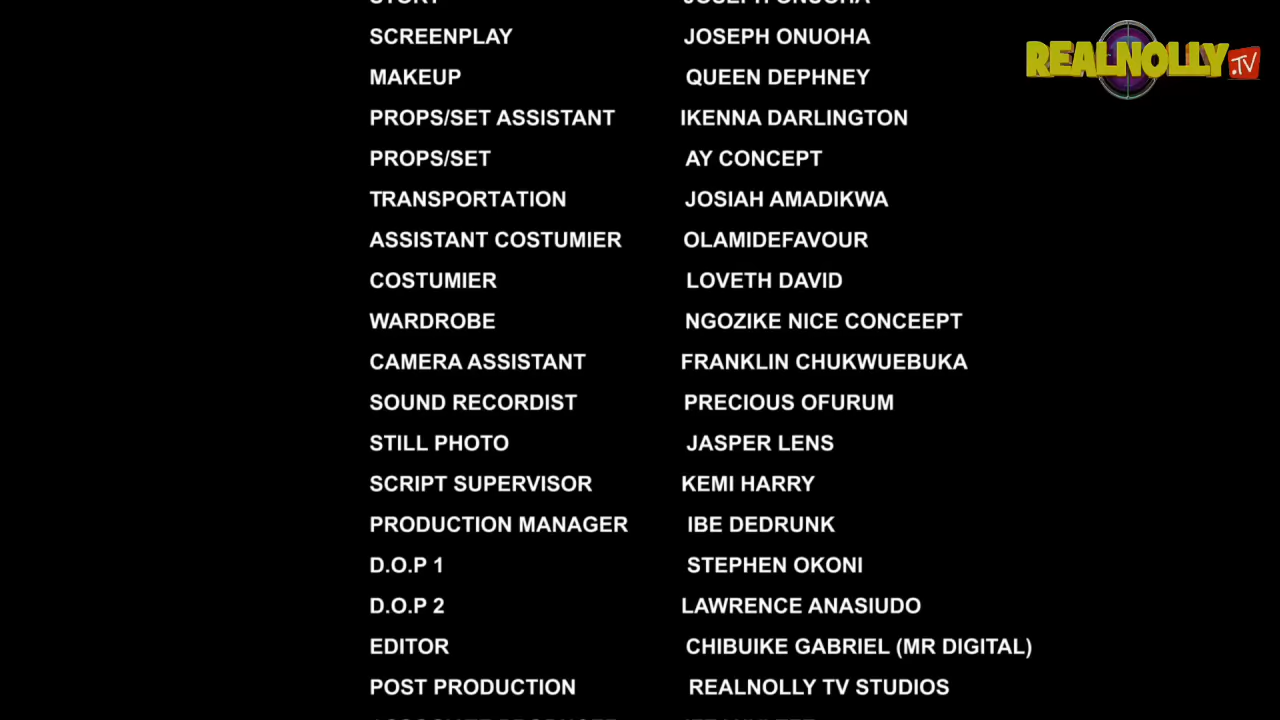 STORY JOSEPH ONUOHA
SCREENPLAY JOSEPH ONUOHA
REALNOLLY.TV
MAKEUP QUEEN DEPHNEY
PROPS/SET ASSISTANT IKENNA DARLINGTON
PROPS/SET AY CONCEPT
TRANSPORTATION JOSIAH AMADIKWA
ASSISTANT COSTUMIER OLAMIDEFAVOUR
COSTUMIER LOVETH DAVID
WARDROBE NGOZIKE NICE CONCEEPT
CAMERA ASSISTANT FRANKLIN CHUKWUEBUKA
SOUND RECORDIST PRECIOUS OFURUM
STILL PHOTO JASPER LENS
SCRIPT SUPERVISOR KEMI HARRY
PRODUCTION MANAGER IBE DEDRUNK
D.O.P 1 STEPHEN OKONI
D.O.P 2 LAWRENCE ANASIUDO
EDITOR CHIBUIKE GABRIEL (MR DIGITAL)
POST PRODUCTION REALNOLLY TV STUDIOS